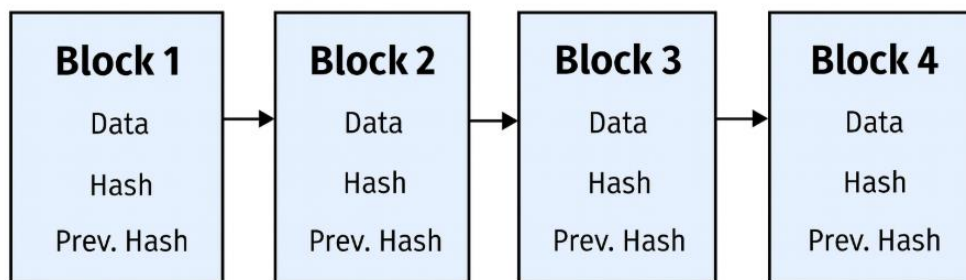 Block 1
Data
Hash
Prev. Hash
Block 2
Data
Hash
Prev. Hash
Block 3
Data
Hash
Prev. Hash
Block 4
Data
Hash
Prev. Hash